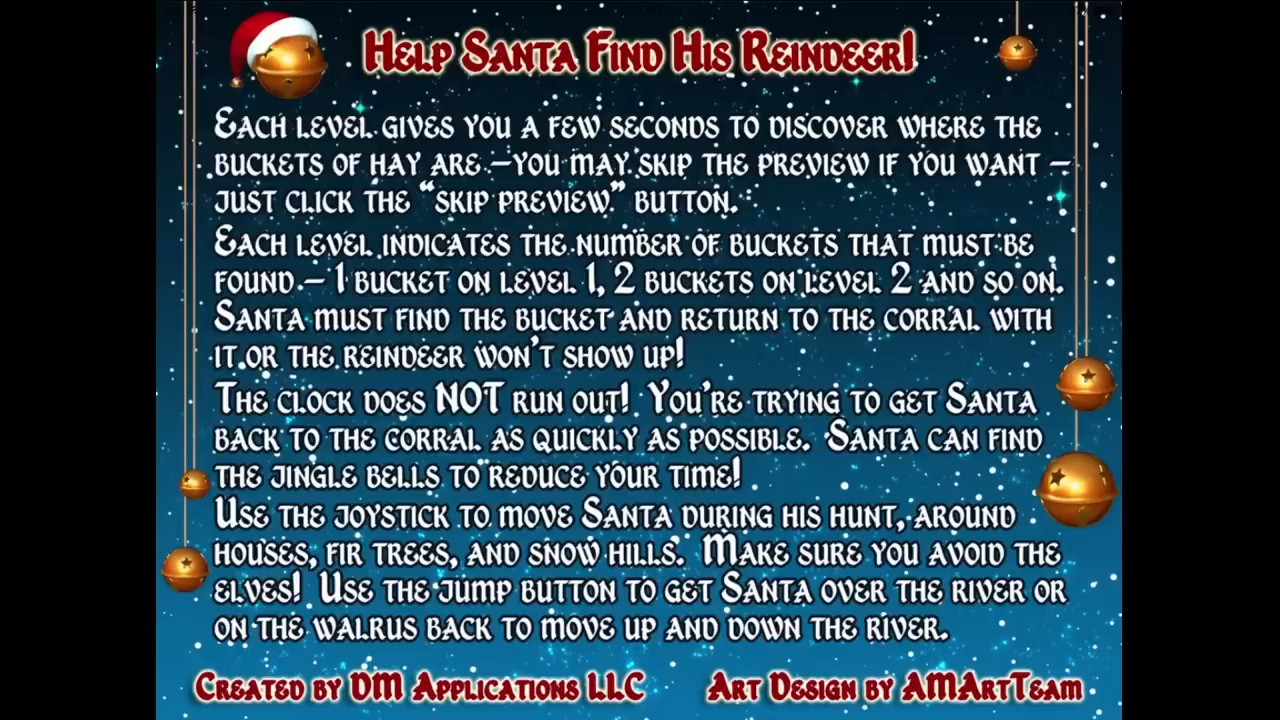 Help Santa Find His Reindeer!
Each level gives you a few seconds to discover where the
buckets of hay are –you may skip the preview if you want –
just click the “skip preview” button.
Each level indicates the number of buckets that must be
found – 1 bucket on level 1, 2 buckets on level 2 and so on.
Santa must find the bucket and return to the corral with
it or the reindeer won't show up!
The clock does NOT run out! You're trying to get Santa
back to the corral as quickly as possible. Santa can find
the jingle bells to reduce your time!
Use the joystick to move Santa during his hunt, around
houses, fir trees, and snow hills. Make sure you avoid the
elves! Use the jump button to get Santa over the river or
on the walrus back to move up and down the river.
Created by DM Applications LLC Art Design by AMArtTeam